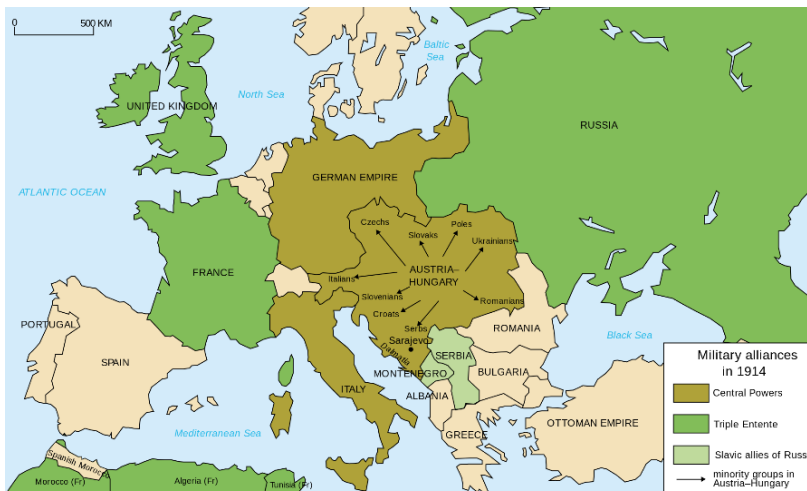 0 500 KM
Baltic
Sea
North Sea
UNITED KINGDOM
RUSSIA
ATLANTIC OCEAN
GERMAN EMPIRE
Czechs
Poles
Slovaks
Ukrainians
FRANCE
AUSTRIA–
HUNGARY
Italians
Slovenians
Romanians
Croats
Serbs
Sarajevo
Dalmatia
PORTUGAL
SPAIN
ROMANIA
Black Sea
SERBIA
MONTENEGRO
BULGARIA
ITALY
ALBANIA
GREECE
OTTOMAN EMPIRE
Mediterranean Sea
Spanish Moroc
Morocco (Fr)
Algeria (Fr)
Tunisia (Fr)
Military alliances
in 1914
Central Powers
Triple Entente
Slavic allies of Russ
minority groups in
Austria–Hungary